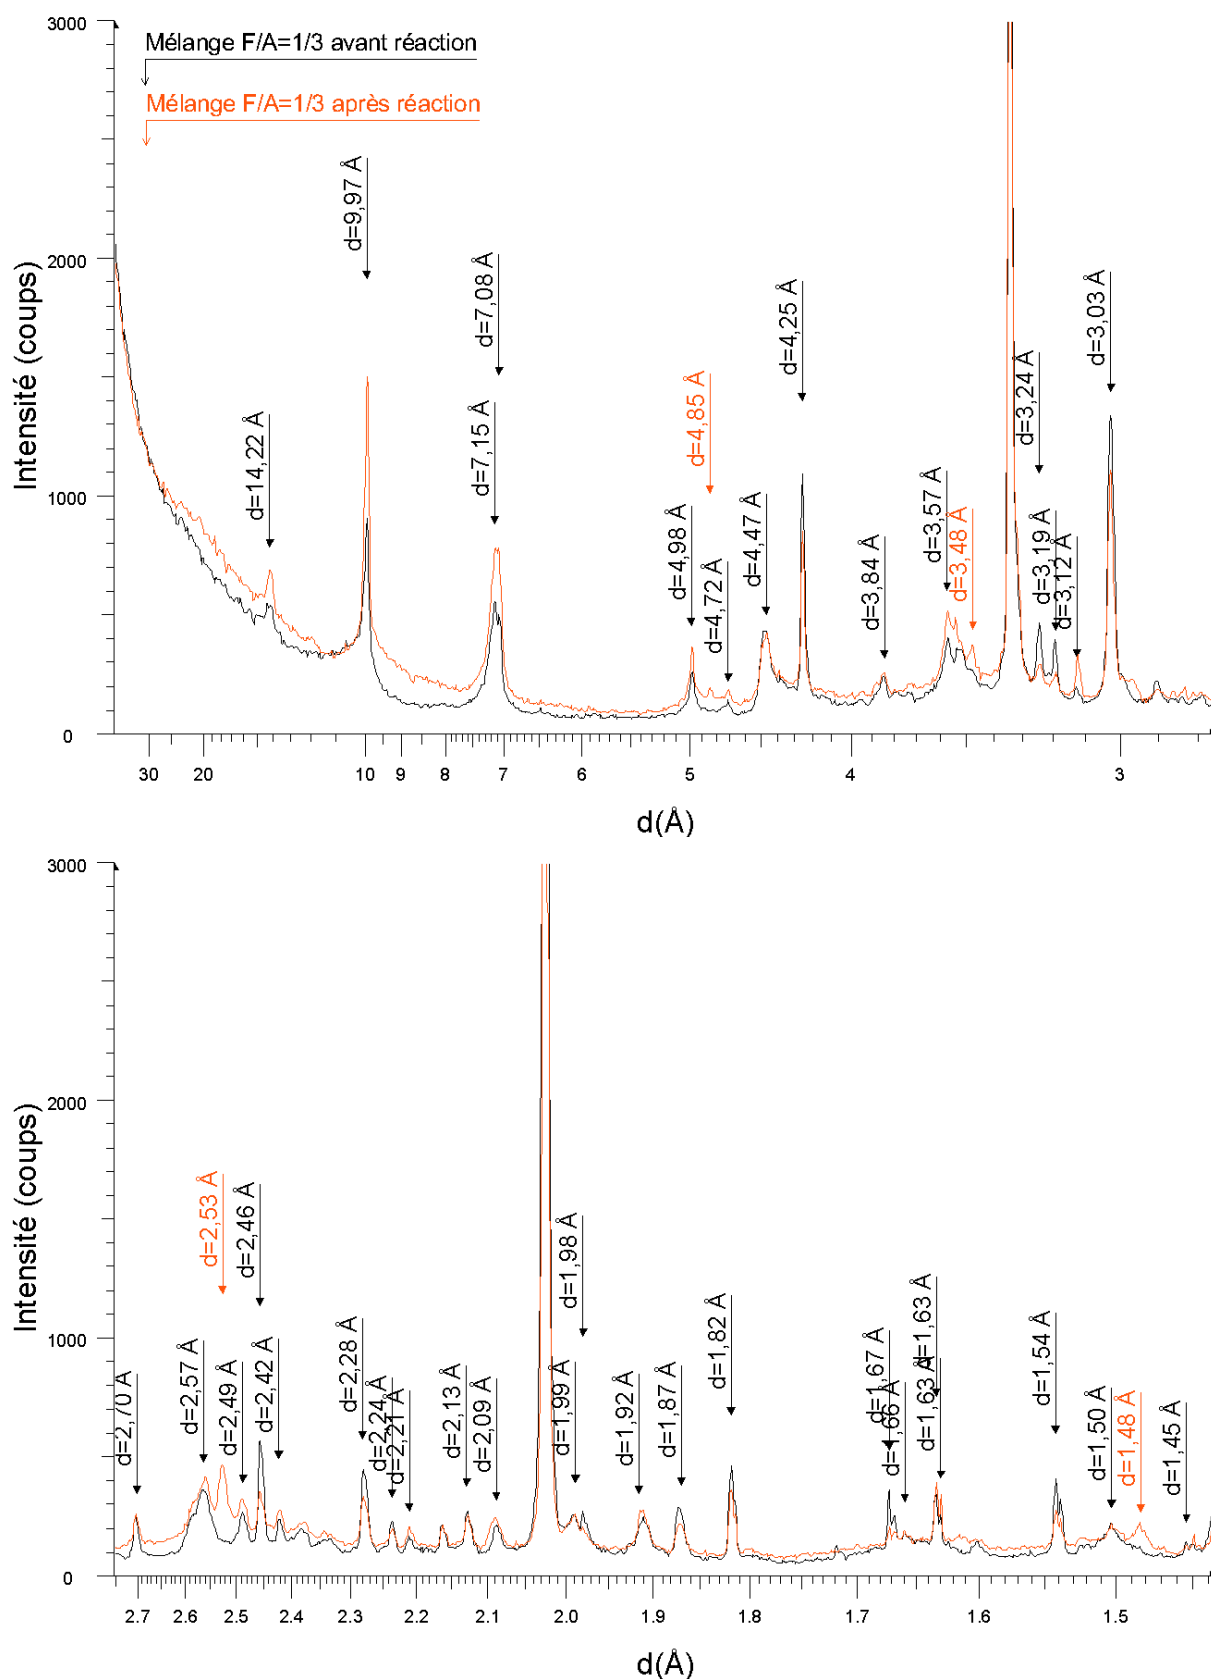 3000
Mélange F/A=1/3 avant réaction
Mélange F/A=1/3 après réaction
d=9,97 Å
d=7,08 Å
d=4,25 Å
d=3,03 Å
2000
Intensité (coups)
d=14,22 Å
d=7,15 Å
d=4,85 Å
d=3,24 Å
d=4,98 Å
d=4,72 Å
d=4,47 Å
d=3,84 Å
d=3,57 Å
d=3,48 Å
d=3,19 Å
d=3,12 Å
1000
0
30 20 10 9 8 7 6 5 4 3
d(Å)
3000
2000
Intensité (coups)
d=2,53 Å
d=2,46 Å
d=1,98 Å
1000
d=2,70 Å
d=2,57 Å
d=2,49 Å
d=2,42 Å
d=2,28 Å
d=2,24 Å
d=2,21 Å
d=2,13 Å
d=2,09 Å
d=1,99 Å
d=1,92 Å
d=1,87 Å
d=1,82 Å
d=1,67 Å
d=1,66 Å
d=1,63 Å
d=1,63 Å
d=1,54 Å
d=1,50 Å
d=1,48 Å
d=1,45 Å
0
2.7 2.6 2.5 2.4 2.3 2.2 2.1 2.0 1.9 1.8 1.7 1.6 1.5
d(Å)